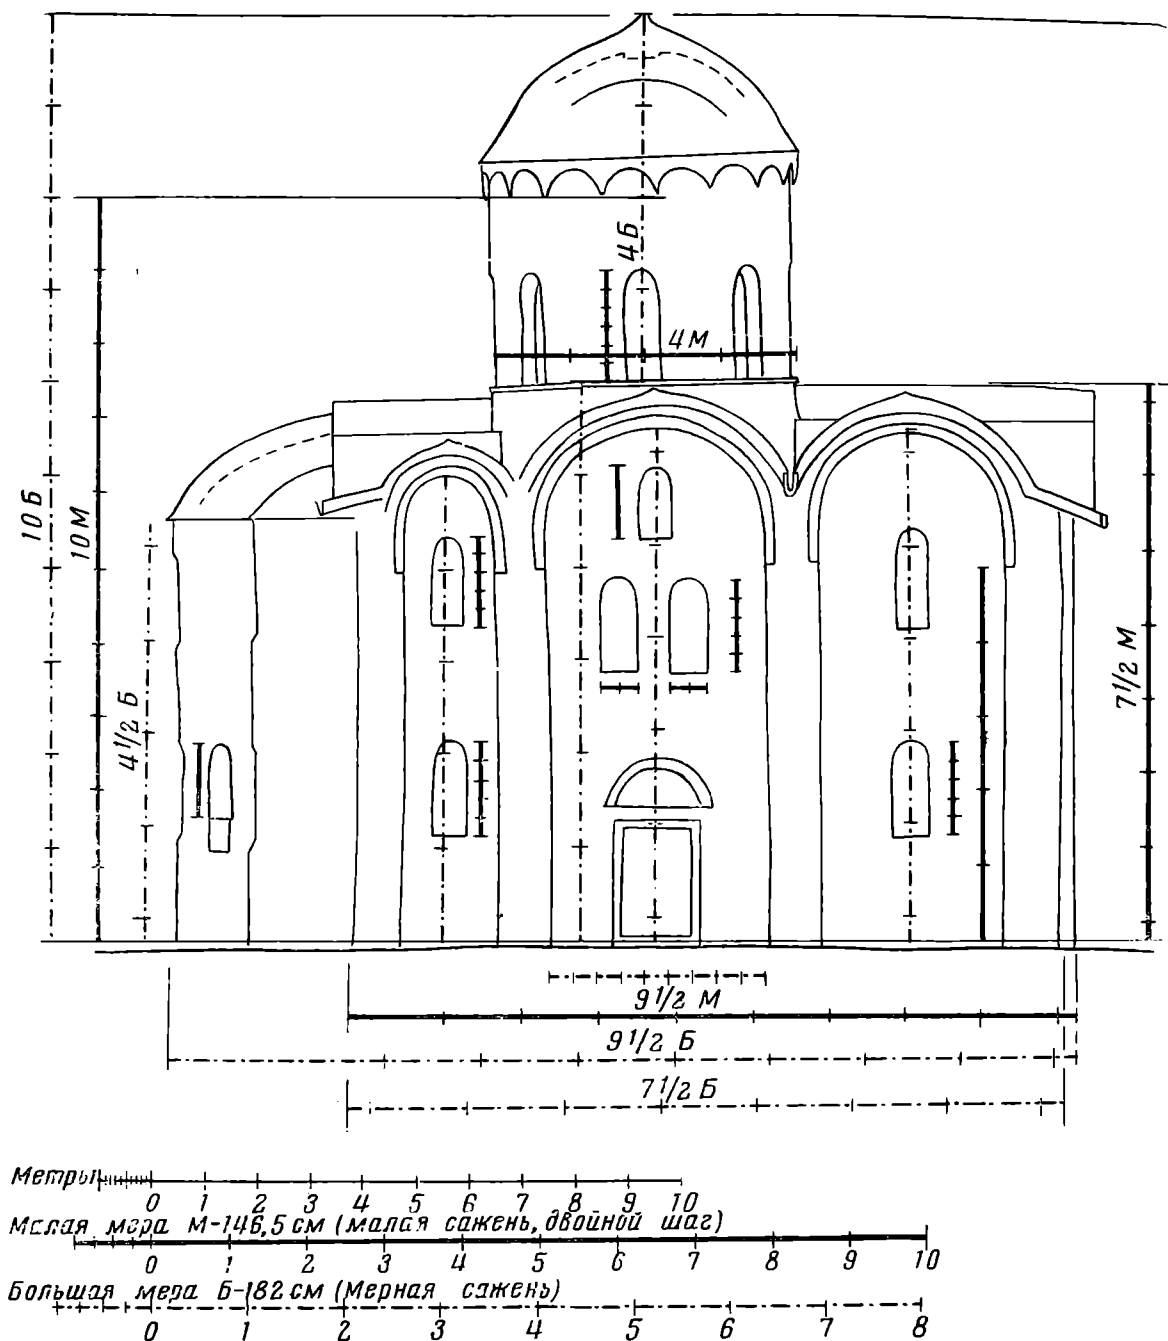 4Б
4 М
10 Б
10 М
4 1/2 Б
7 1/2 М
9 1/2 М
9 1/2 Б
7 1/2 Б
Метры
0 1 2 3 4 5 6 7 8 9 10
Малая мера М-146,5 см (малая сажень, двойной шаг)
0 1 2 3 4 5 6 7 8 9 10
Большая мера Б-182 см (Мерная сажень)
0 1 2 3 4 5 6 7 8